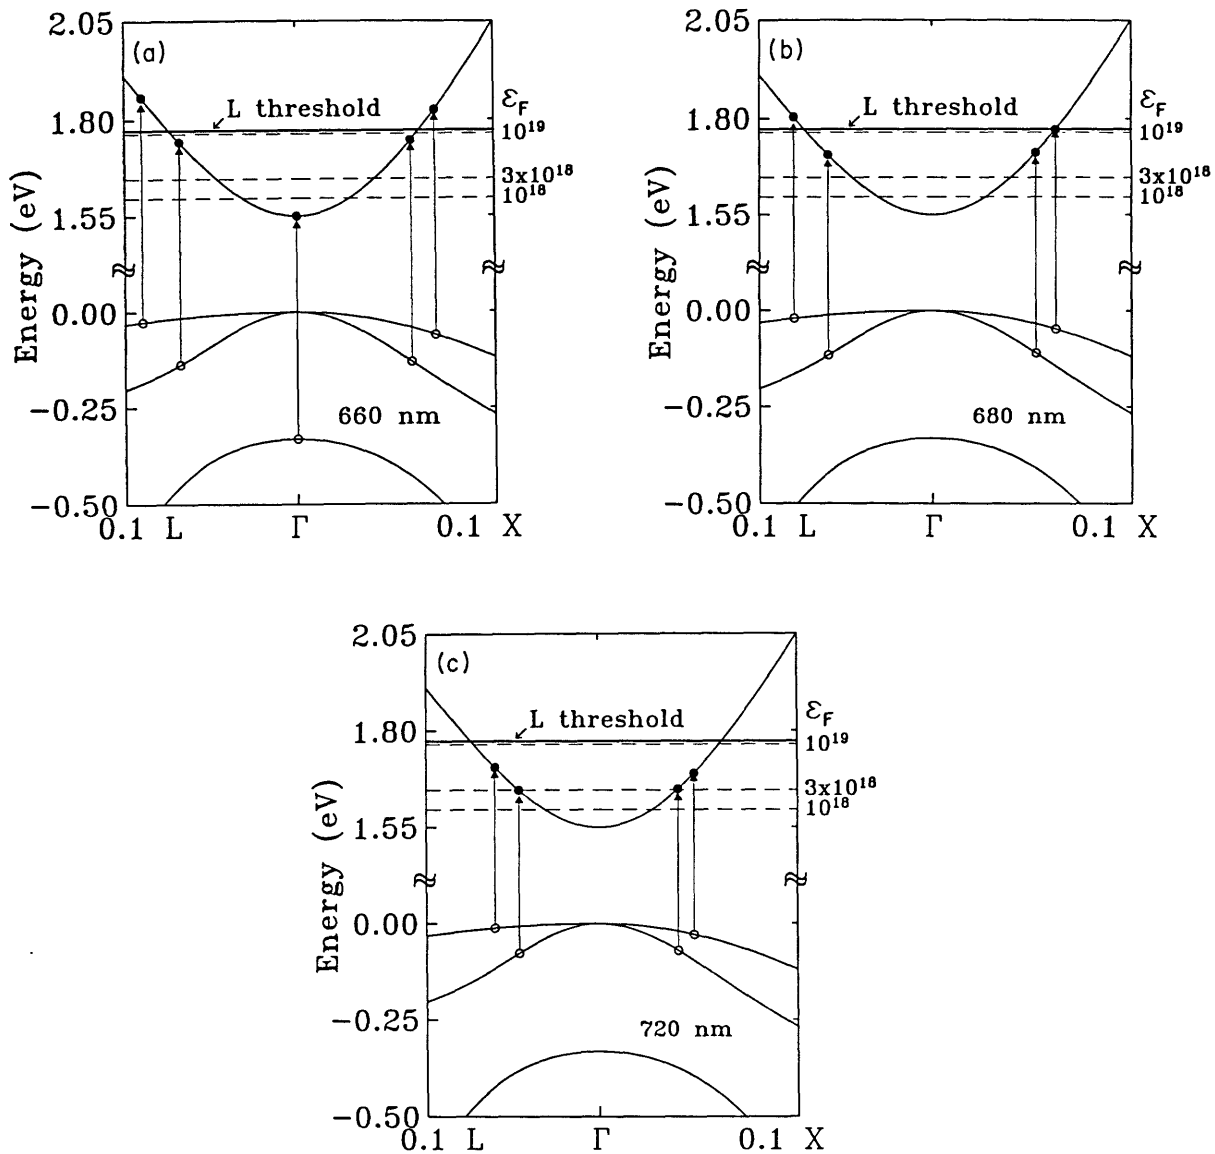 (a)
2.05
1.80
1.55
0.00
−0.25
−0.50
Energy (eV)
L threshold
ℰF
10¹⁹
3x10¹⁸
10¹⁸
660 nm
0.1 L Γ 0.1 X
(b)
2.05
1.80
1.55
0.00
−0.25
−0.50
Energy (eV)
L threshold
ℰF
10¹⁹
3x10¹⁸
10¹⁸
680 nm
0.1 L Γ 0.1 X
(c)
2.05
1.80
1.55
0.00
−0.25
−0.50
Energy (eV)
L threshold
ℰF
10¹⁹
3x10¹⁸
10¹⁸
720 nm
0.1 L Γ 0.1 X